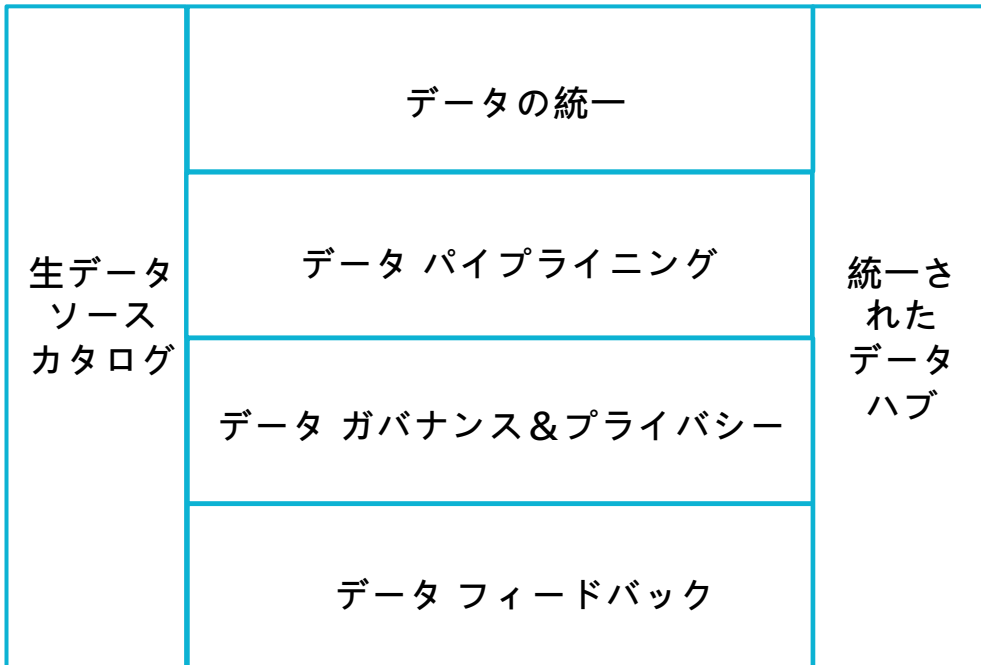 生データ
ソース
カタログ
データの統一
データ パイプライニング
データ ガバナンス&プライバシー
データ フィードバック
統一さ
れた
データ
ハブ